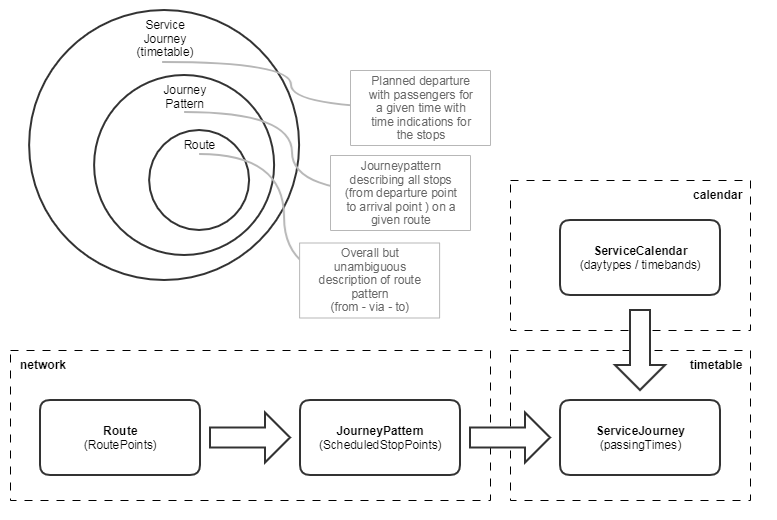 Service
Journey
(timetable)
Journey
Pattern
Route
Planned departure
with passengers for
a given time with
time indications for
the stops
Journeypattern
describing all stops
(from departure point
to arrival point ) on a
given route
Overall but
unambiguous
description of route
pattern
(from - via - to)
calendar
ServiceCalendar
(daytypes / timebands)
network
timetable
Route
(RoutePoints)
JourneyPattern
(ScheduledStopPoints)
ServiceJourney
(passingTimes)